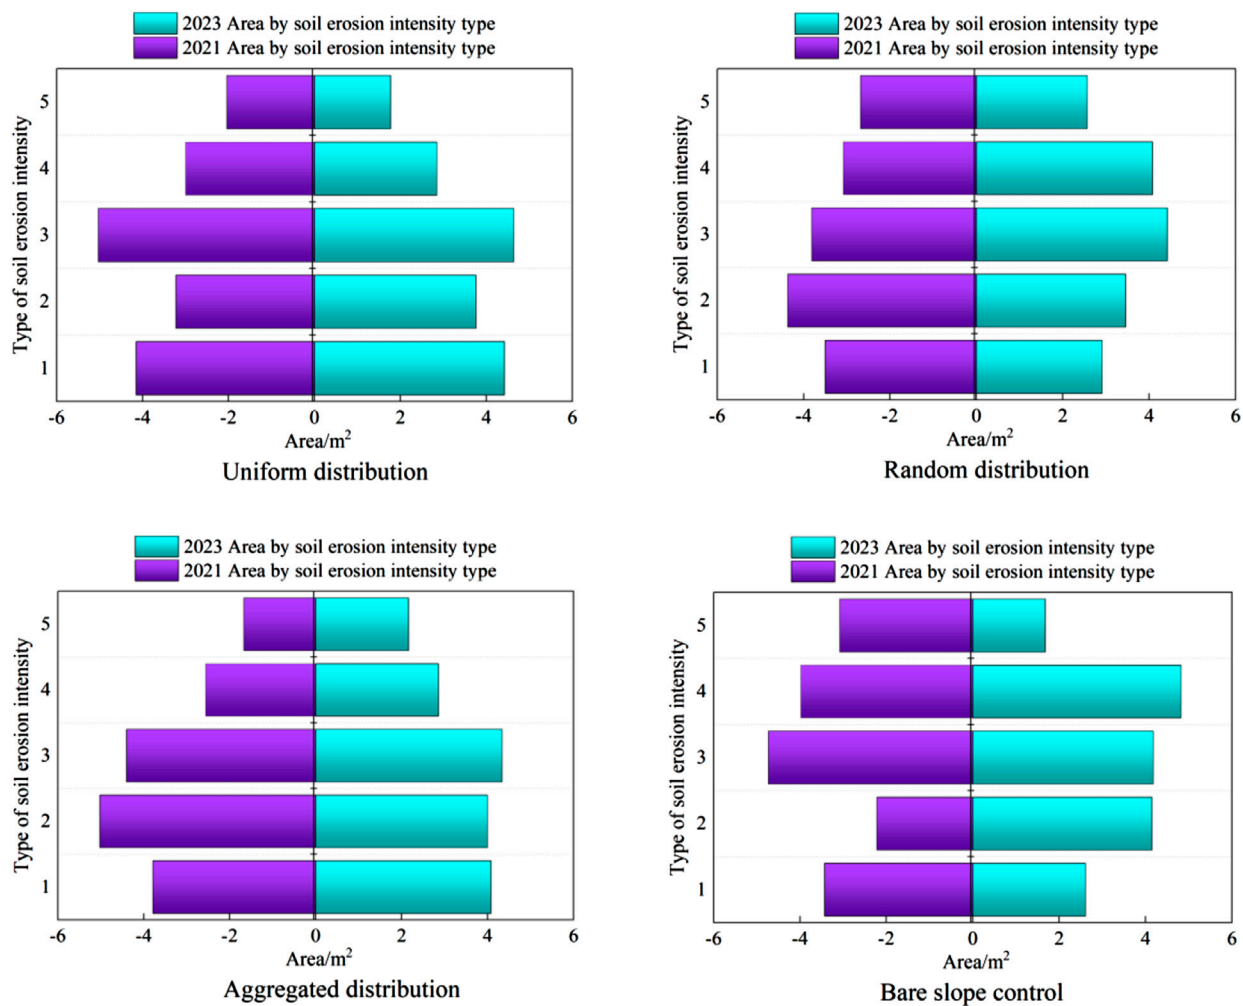 2023 Area by soil erosion intensity type
2021 Area by soil erosion intensity type
Type of soil erosion intensity
5
4
3
2
1
-6 -4 -2 0 2 4 6
Area/m²
Uniform distribution
2023 Area by soil erosion intensity type
2021 Area by soil erosion intensity type
Type of soil erosion intensity
5
4
3
2
1
-6 -4 -2 0 2 4 6
Area/m²
Random distribution
2023 Area by soil erosion intensity type
2021 Area by soil erosion intensity type
Type of soil erosion intensity
5
4
3
2
1
-6 -4 -2 0 2 4 6
Area/m²
Aggregated distribution
2023 Area by soil erosion intensity type
2021 Area by soil erosion intensity type
Type of soil erosion intensity
5
4
3
2
1
-6 -4 -2 0 2 4 6
Area/m²
Bare slope control